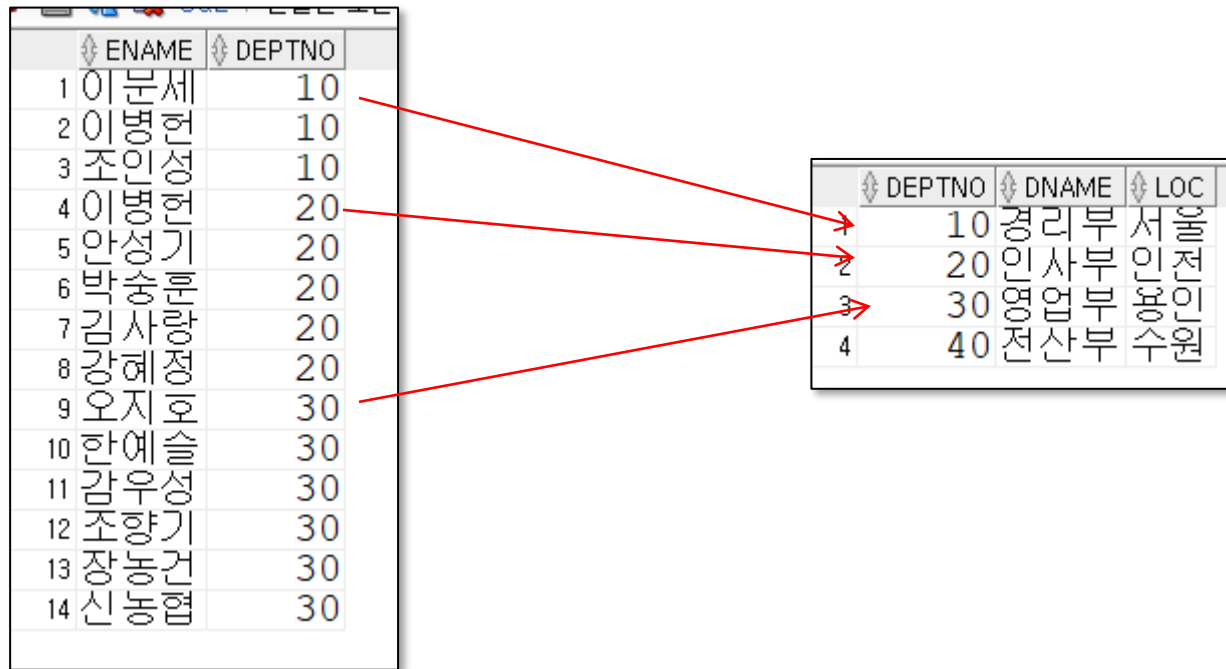 ENAME DEPTNO
1 이문세 10
2 이병헌 10
3 조인성 10
4 이병헌 20
5 안성기 20
6 박중훈 20
7 김사랑 20
8 강혜정 20
9 오지호 30
10 한예슬 30
11 감우성 30
12 조향기 30
13 장동건 30
14 신동협 30
DEPTNO DNAME LOC
1 10 경리부 서울
2 20 인사부 인천
3 30 영업부 용인
4 40 전산부 수원